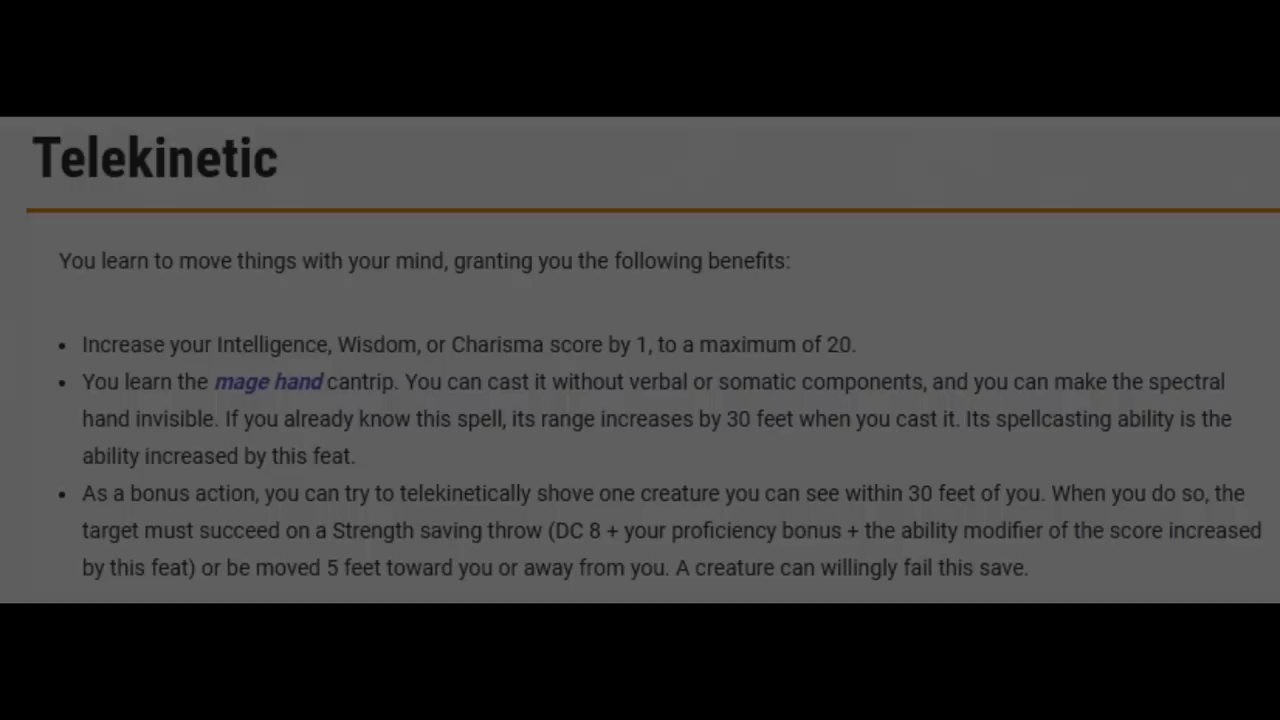 Telekinetic
You learn to move things with your mind, granting you the following benefits:
• Increase your Intelligence, Wisdom, or Charisma score by 1, to a maximum of 20.
• You learn the mage hand cantrip. You can cast it without verbal or somatic components, and you can make the spectral
hand invisible. If you already know this spell, its range increases by 30 feet when you cast it. Its spellcasting ability is the
ability increased by this feat.
• As a bonus action, you can try to telekinetically shove one creature you can see within 30 feet of you. When you do so, the
target must succeed on a Strength saving throw (DC 8 + your proficiency bonus + the ability modifier of the score increased
by this feat) or be moved 5 feet toward you or away from you. A creature can willingly fail this save.